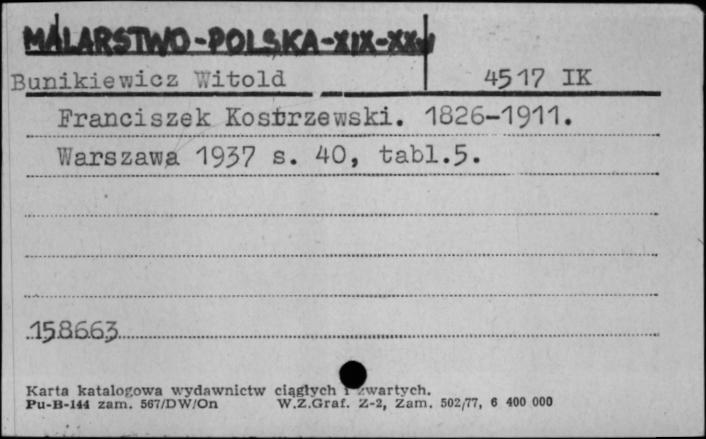 MALARSTWO-POLSKA-XIX-XXw
Bunikiewicz Witold 4517 IK
Franciszek Kostrzewski. 1826-1911.
Warszawa 1937 s. 40, tabl.5.
158663
Karta katalogowa wydawnictw ciągłych i zwartych.
Pu-B-144 zam. 567/DW/On W.Z.Graf. Z-2, Zam. 502/77, 6 400 000